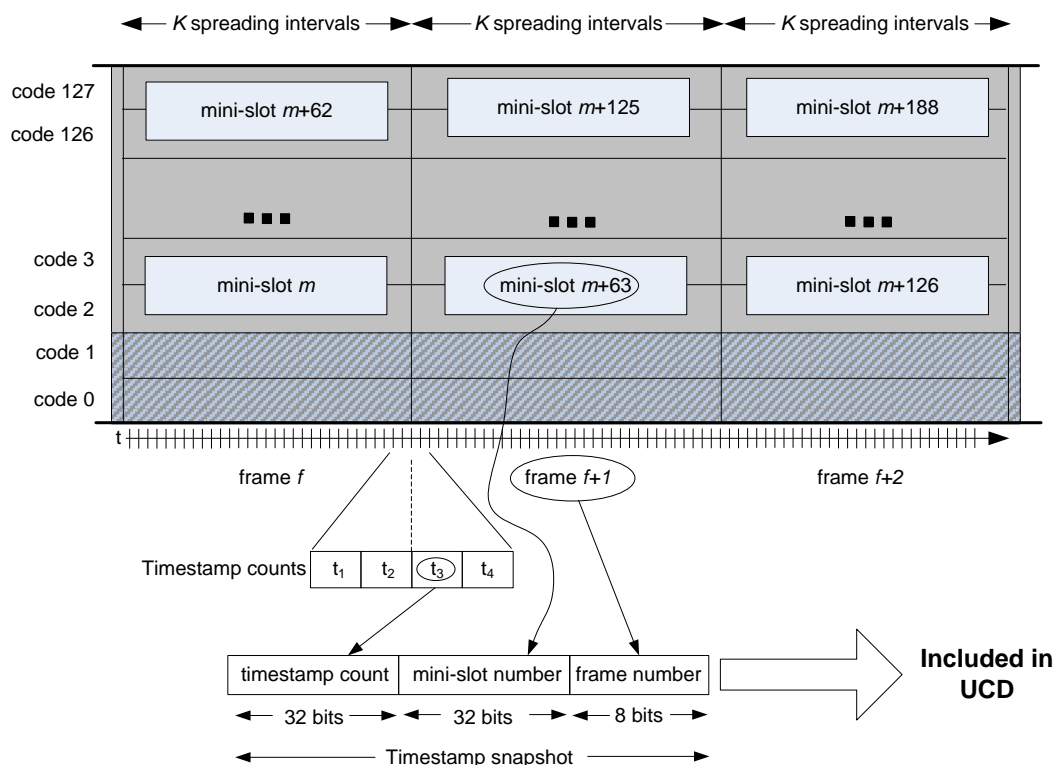 K spreading intervals K spreading intervals K spreading intervals
code 127
mini-slot m+62 mini-slot m+125 mini-slot m+188
code 126
code 3
mini-slot m mini-slot m+63 mini-slot m+126
code 2
code 1
code 0
t
frame f frame f+1 frame f+2
Timestamp counts t1 t2 t3 t4
timestamp count mini-slot number frame number
Included in
UCD
32 bits 32 bits 8 bits
Timestamp snapshot